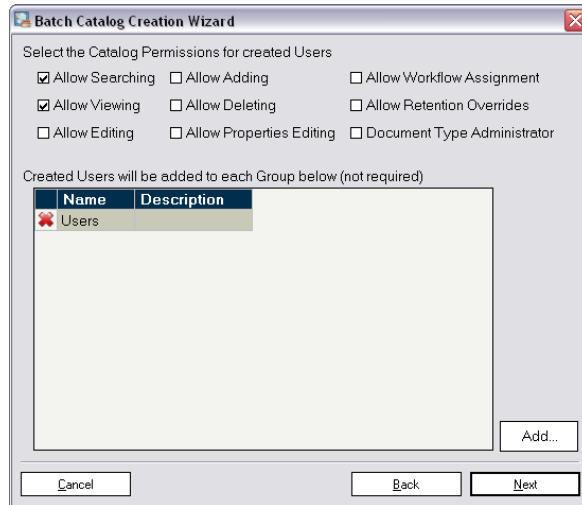 Batch Catalog Creation Wizard
Select the Catalog Permissions for created Users
Allow Searching Allow Adding Allow Workflow Assignment
Allow Viewing Allow Deleting Allow Retention Overrides
Allow Editing Allow Properties Editing Document Type Administrator
Created Users will be added to each Group below (not required)
Name Description
Users
Add...
Cancel Back Next